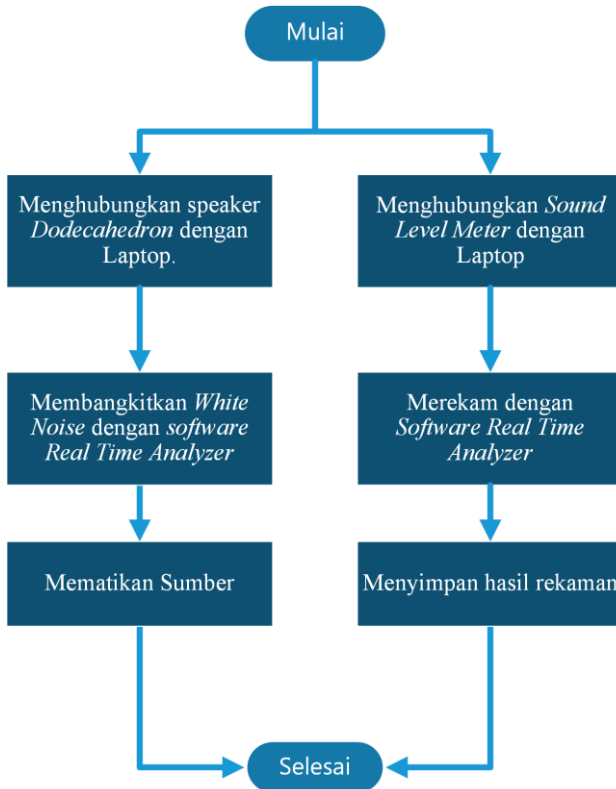 Mulai
Menghubungkan speaker
Dodecahedron dengan
Laptop.
Menghubungkan Sound
Level Meter dengan
Laptop
Membangkitkan White
Noise dengan software
Real Time Analyzer
Merekam dengan
Software Real Time
Analyzer
Mematikan Sumber
Menyimpan hasil rekaman
Selesai